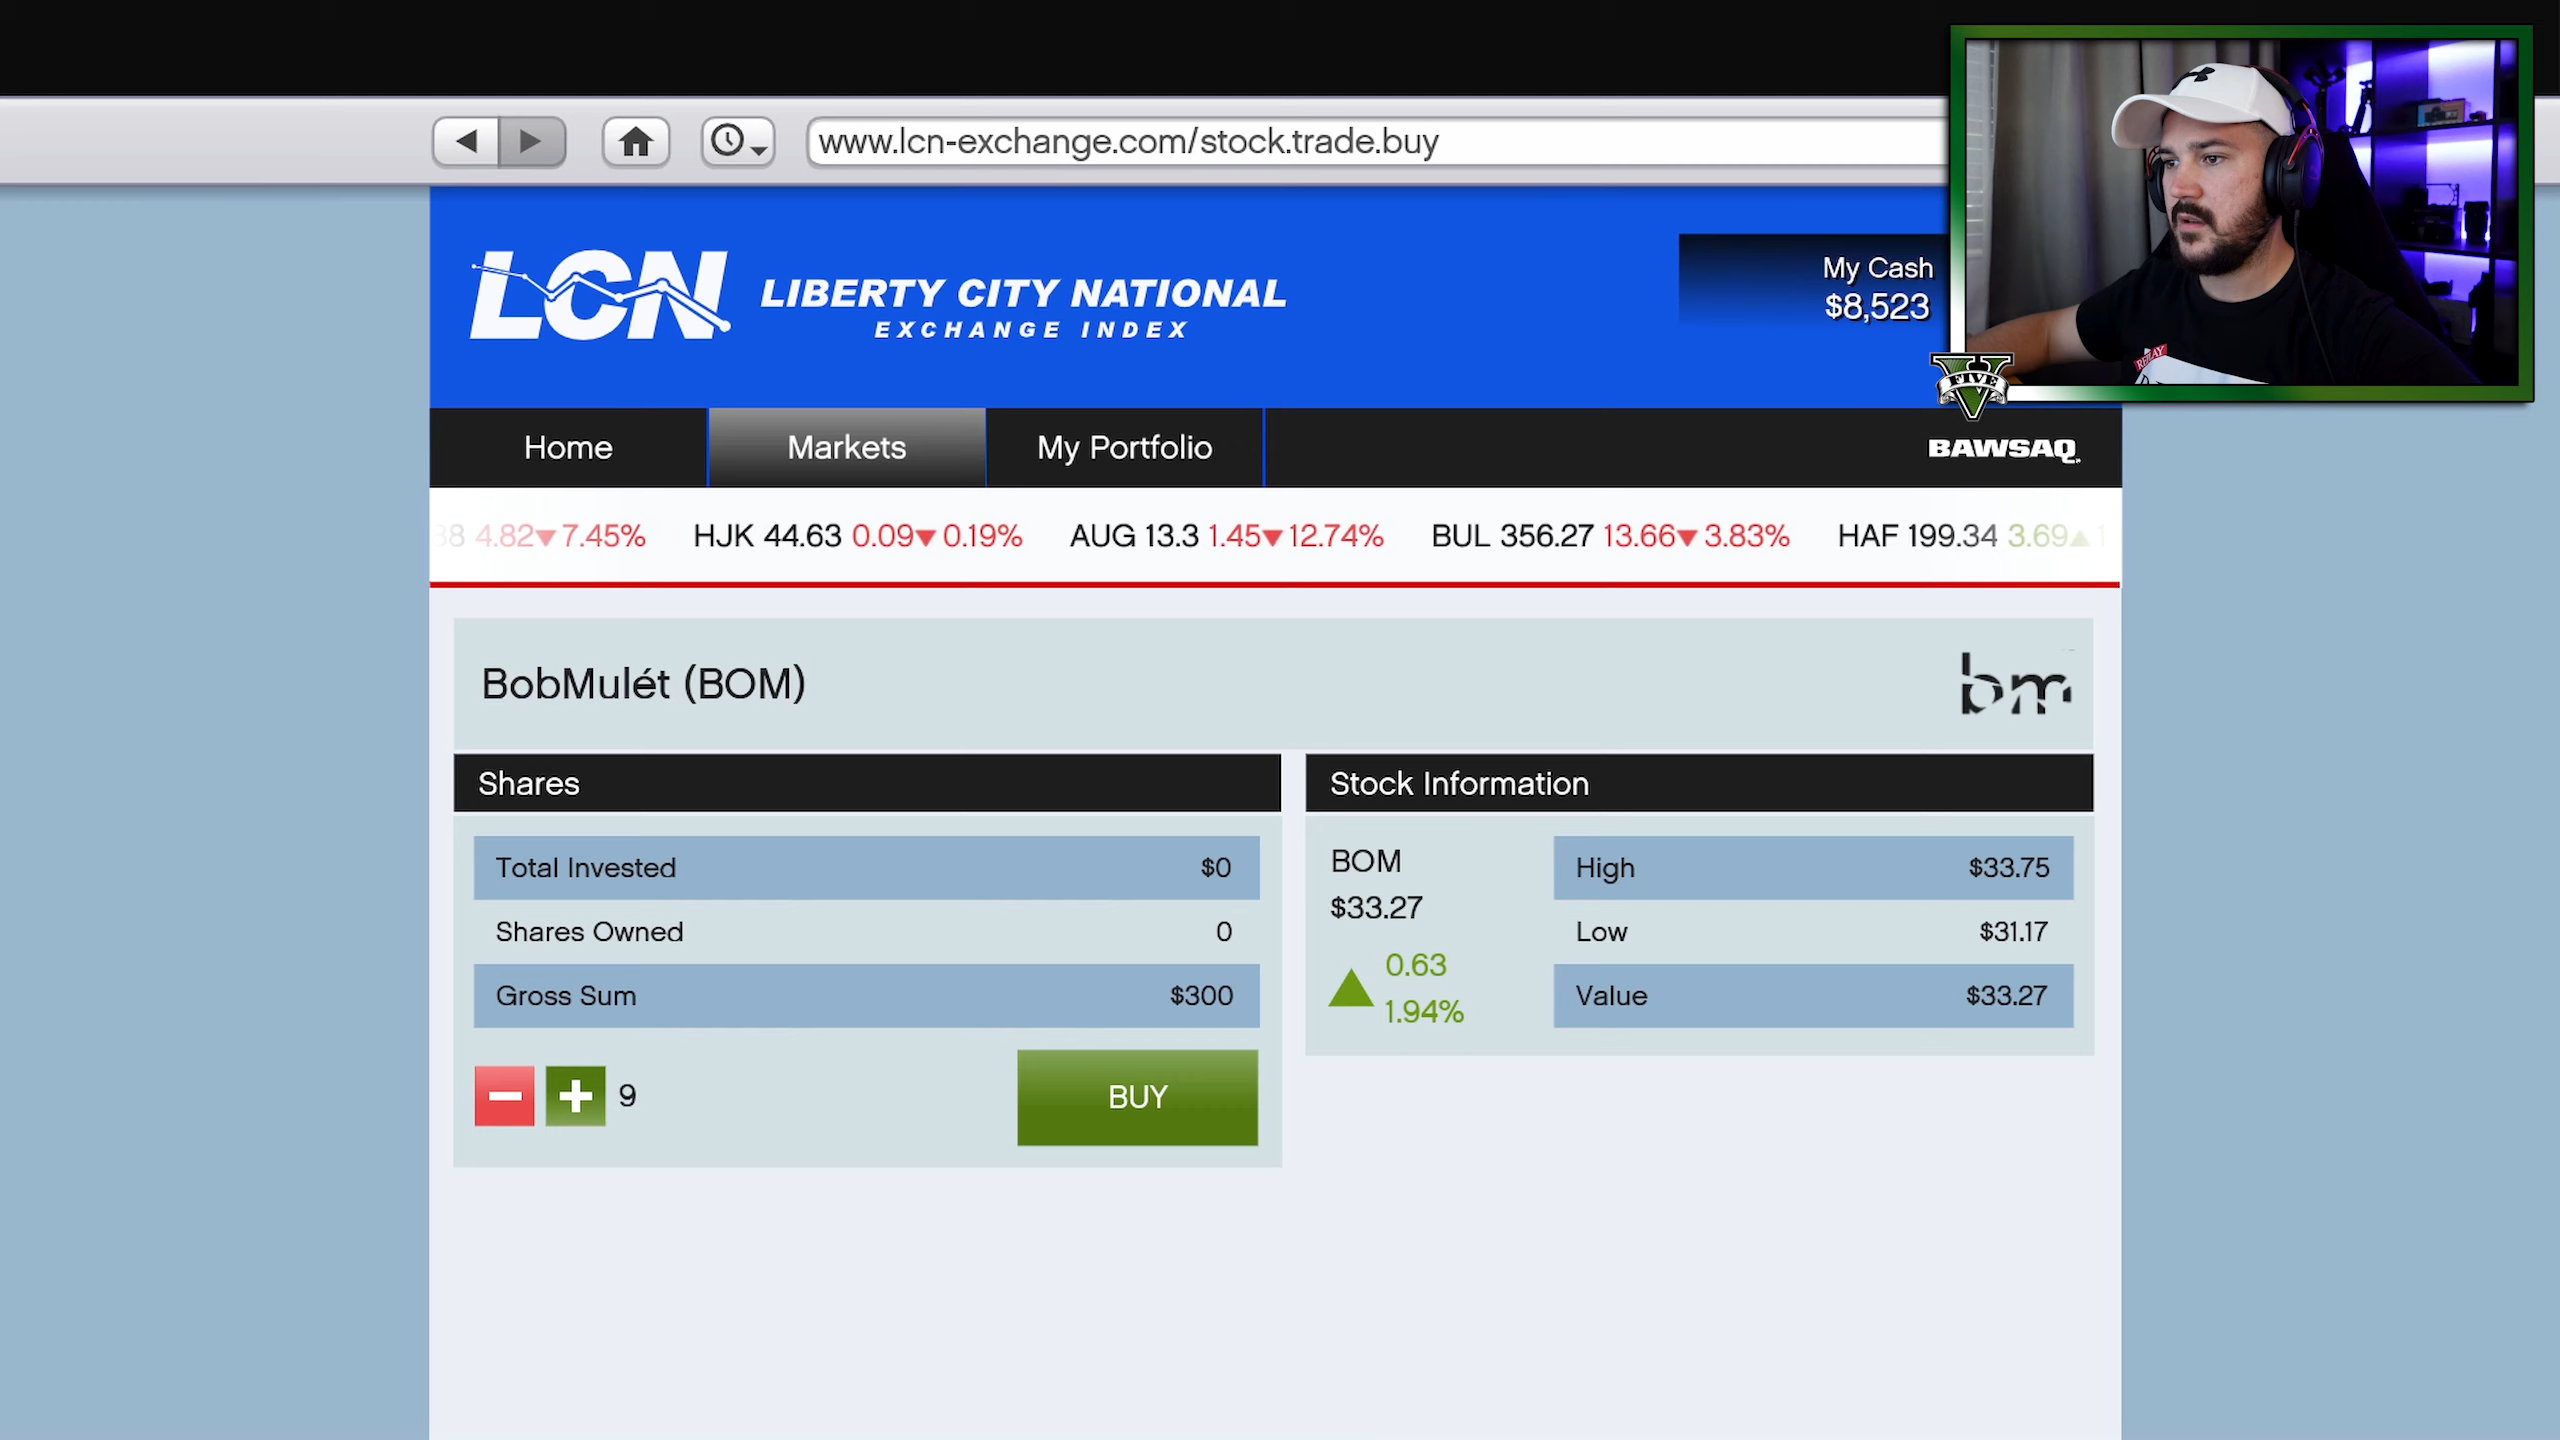 www.lcn-exchange.com/stock.trade.buy
LCN LIBERTY CITY NATIONAL
EXCHANGE INDEX
My Cash
$8,523
FIVE
V
RELAY
Home Markets My Portfolio BAWSAQ
4.82▼7.45% HJK 44.63 0.09▼0.19% AUG 13.3 1.45▼12.74% BUL 356.27 13.66▼3.83% HAF 199.34 3.69▲
BobMulét (BOM) bm
Shares
Total Invested $0
Shares Owned 0
Gross Sum $300
9 BUY
Stock Information
BOM
$33.27
0.63
1.94%
High $33.75
Low $31.17
Value $33.27